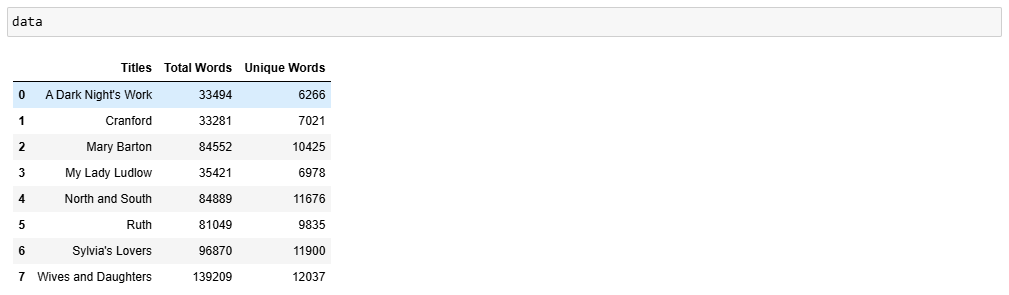 data
Titles Total Words Unique Words
0 A Dark Night's Work 33494 6266
1 Cranford 33281 7021
2 Mary Barton 84552 10425
3 My Lady Ludlow 35421 6978
4 North and South 84889 11676
5 Ruth 81049 9835
6 Sylvia's Lovers 96870 11900
7 Wives and Daughters 139209 12037